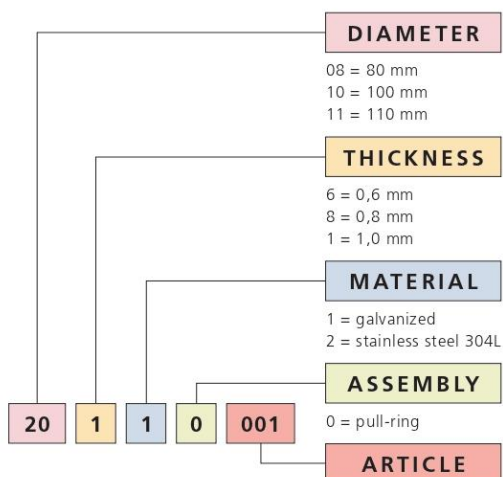 DIAMETER
08 = 80 mm
10 = 100 mm
11 = 110 mm
THICKNESS
6 = 0,6 mm
8 = 0,8 mm
1 = 1,0 mm
MATERIAL
1 = galvanized
2 = stainless steel 304L
ASSEMBLY
0 = pull-ring
20 1 1 0 001
ARTICLE